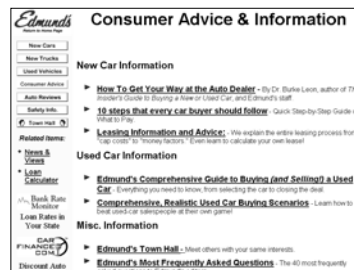 Edmund's
Return to Home Page
Consumer Advice & Information
New Cars
New Trucks
Used Vehicles
Consumer Advice
Auto Reviews
Safety Info.
Town Hall
Related Items:
News &
Views
Loan
Calculator
Bank Rate
Monitor
Loan Rates in
Your State
CAR
FINANCE
COM
Discount Auto
New Car Information
How To Get Your Way at the Auto Dealer - By Dr. Burke Leon, author of Th
Insider's Guide to Buying a New or Used Car, and Edmund's staff.
10 steps that every car buyer should follow - Quick Step-by-Step Guide
What to Pay
Leasing Information and Advice: - We explain the entire leasing process from
"cap costs" to "money factors." Even learn to calculate your own lease!
Used Car Information
Edmund's Comprehensive Guide to Buying (and Selling!) a Used
Car - Everything you need to know, from selecting the car to closing the deal.
Comprehensive, Realistic Used Car Buying Scenarios - Learn how to
beat used-car salespeople at their own game!
Misc. Information
Edmund's Town Hall - Meet others with your same interests.
Edmund's Most Frequently Asked Questions - The 40 most frequently